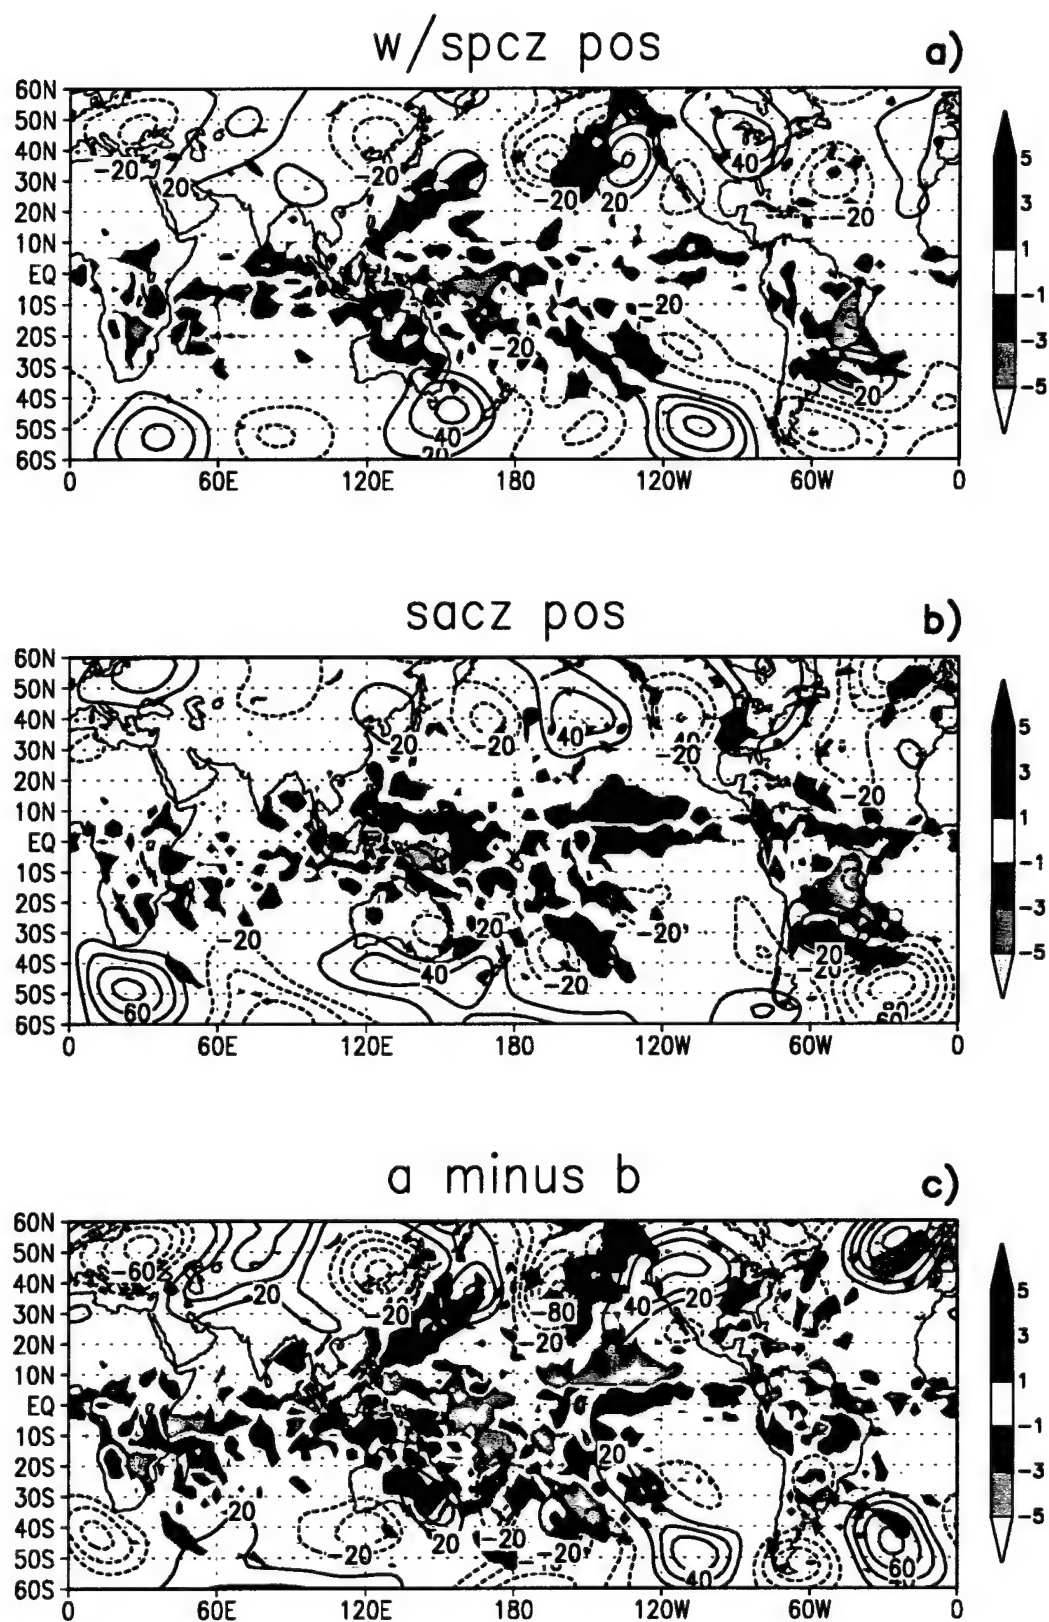 w/spcz pos a)
60N
50N
40N
30N
20N
10N
EQ
10S
20S
30S
40S
50S
60S
0 60E 120E 180 120W 60W 0
-20 20 -20 -20 20 40 -20
-20
-20
20
40
20
5
3
1
-1
-3
-5
sacz pos b)
60N
50N
40N
30N
20N
10N
EQ
10S
20S
30S
40S
50S
60S
0 60E 120E 180 120W 60W 0
20 -20 40 -20
-20
-20 20 -20
40 -20 20 -20
60
5
3
1
-1
-3
-5
a minus b c)
60N
50N
40N
30N
20N
10N
EQ
10S
20S
30S
40S
50S
60S
0 60E 120E 180 120W 60W 0
-60 20 -20 -80 40 20
-20
20
20 -20 20 -20 -20 40 60
5
3
1
-1
-3
-5